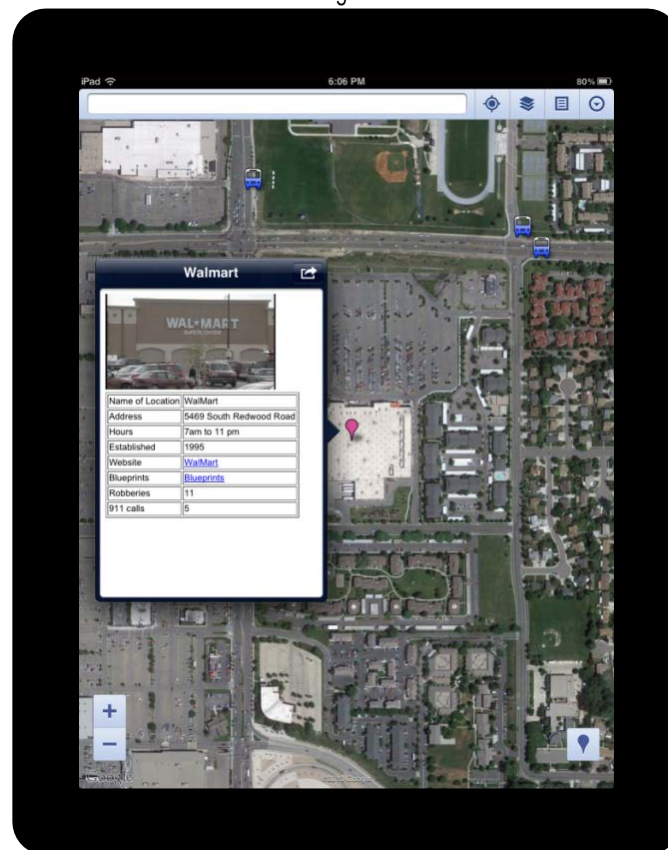 iPad
6:06 PM
80%
Walmart
WAL★MART
SUPERCENTER
Name of Location WalMart
Address 5469 South Redwood Road
Hours 7am to 11 pm
Established 1995
Website WalMart
Blueprints Blueprints
Robberies 11
911 calls 5
+
−
Google